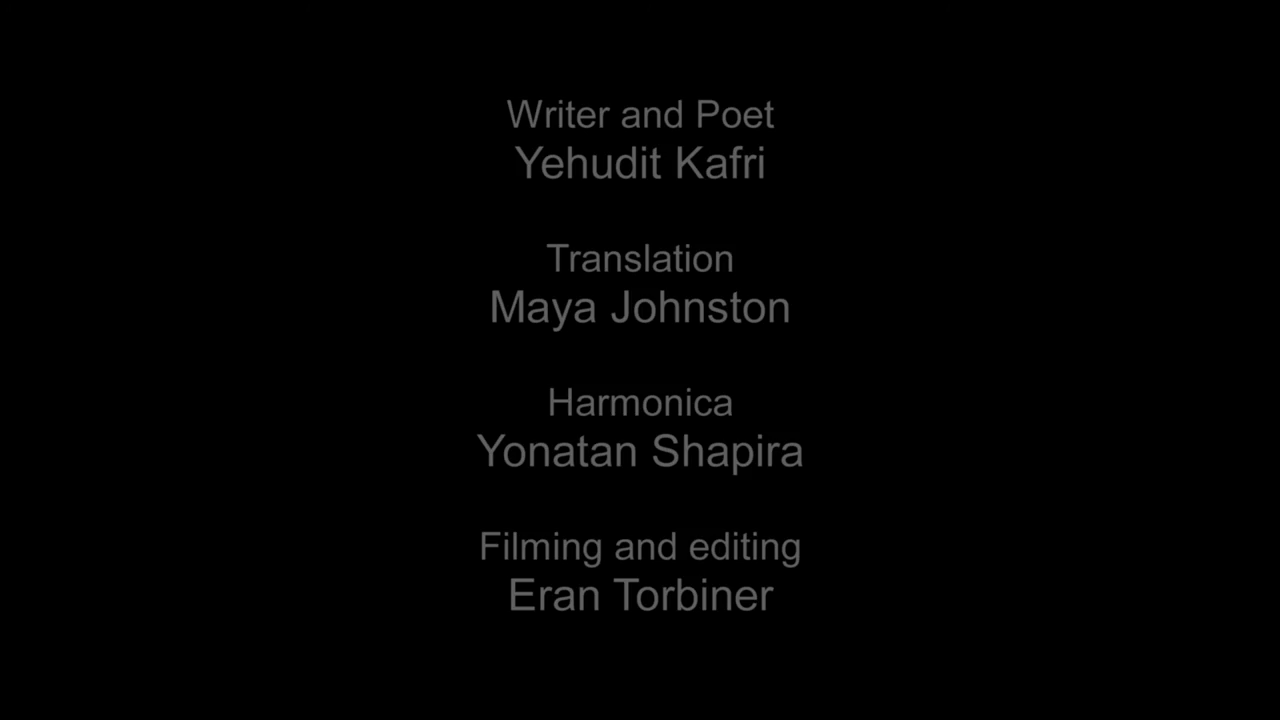 Writer and Poet
Yehudit Kafri
Translation
Maya Johnston
Harmonica
Yonatan Shapira
Filming and editing
Eran Torbiner